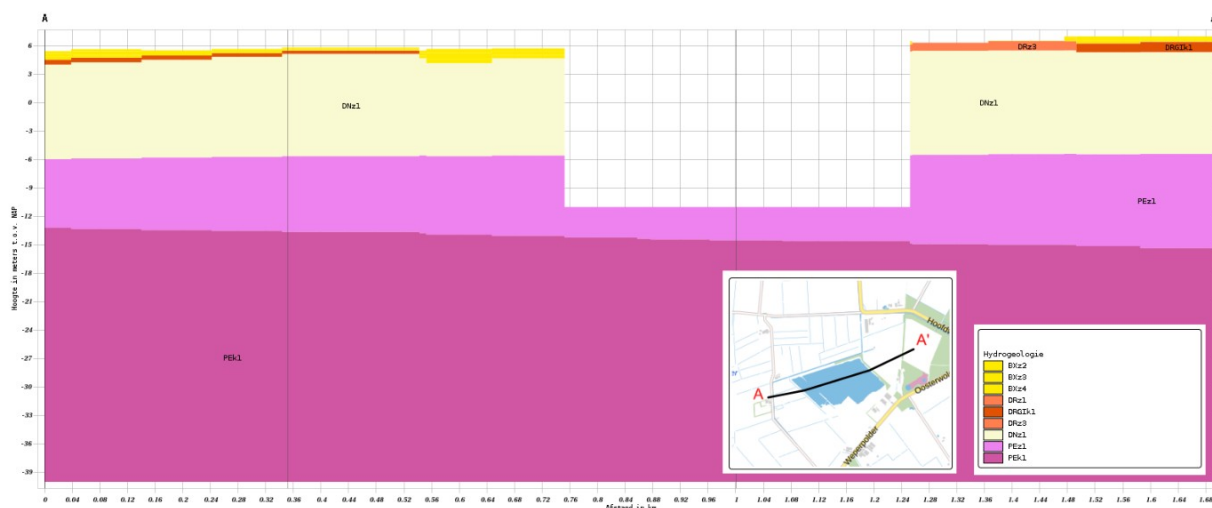 A
6
3
0
-3
-6
-9
-12
-15
-18
-21
-24
-27
-30
-33
-36
-39
Hoogte in meters t.o.v. NAP
DNz1
PEk1
DRz3
DRGIk1
DNz1
PEz1
A
A'
Hoofd
Oosterwol
Weperpolder
Hydrogeologie
BXz2
BXz3
BXz4
DRz1
DRGIk1
DRz3
DNz1
PEz1
PEk1
0 0.04 0.08 0.12 0.16 0.2 0.24 0.28 0.32 0.36 0.4 0.44 0.48 0.52 0.56 0.6 0.64 0.68 0.72 0.76 0.8 0.84 0.88 0.92 0.96 1 1.04 1.08 1.12 1.16 1.2 1.24 1.28 1.32 1.36 1.4 1.44 1.48 1.52 1.56 1.6 1.64 1.68
Afstand in km